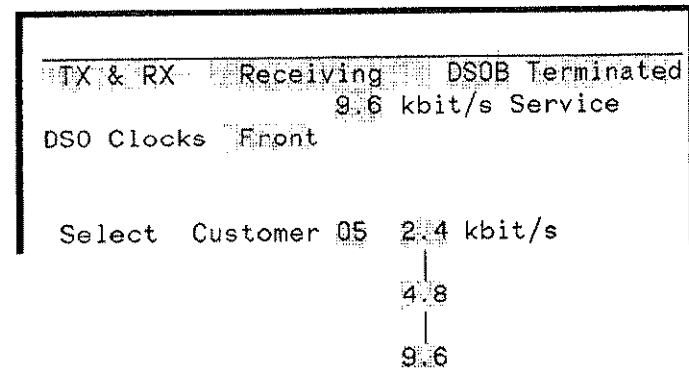 TX & RX Receiving DSOB Terminated
9.6 kbit/s Service
DSO Clocks Front
Select Customer 05 2.4 kbit/s
4.8
9.6